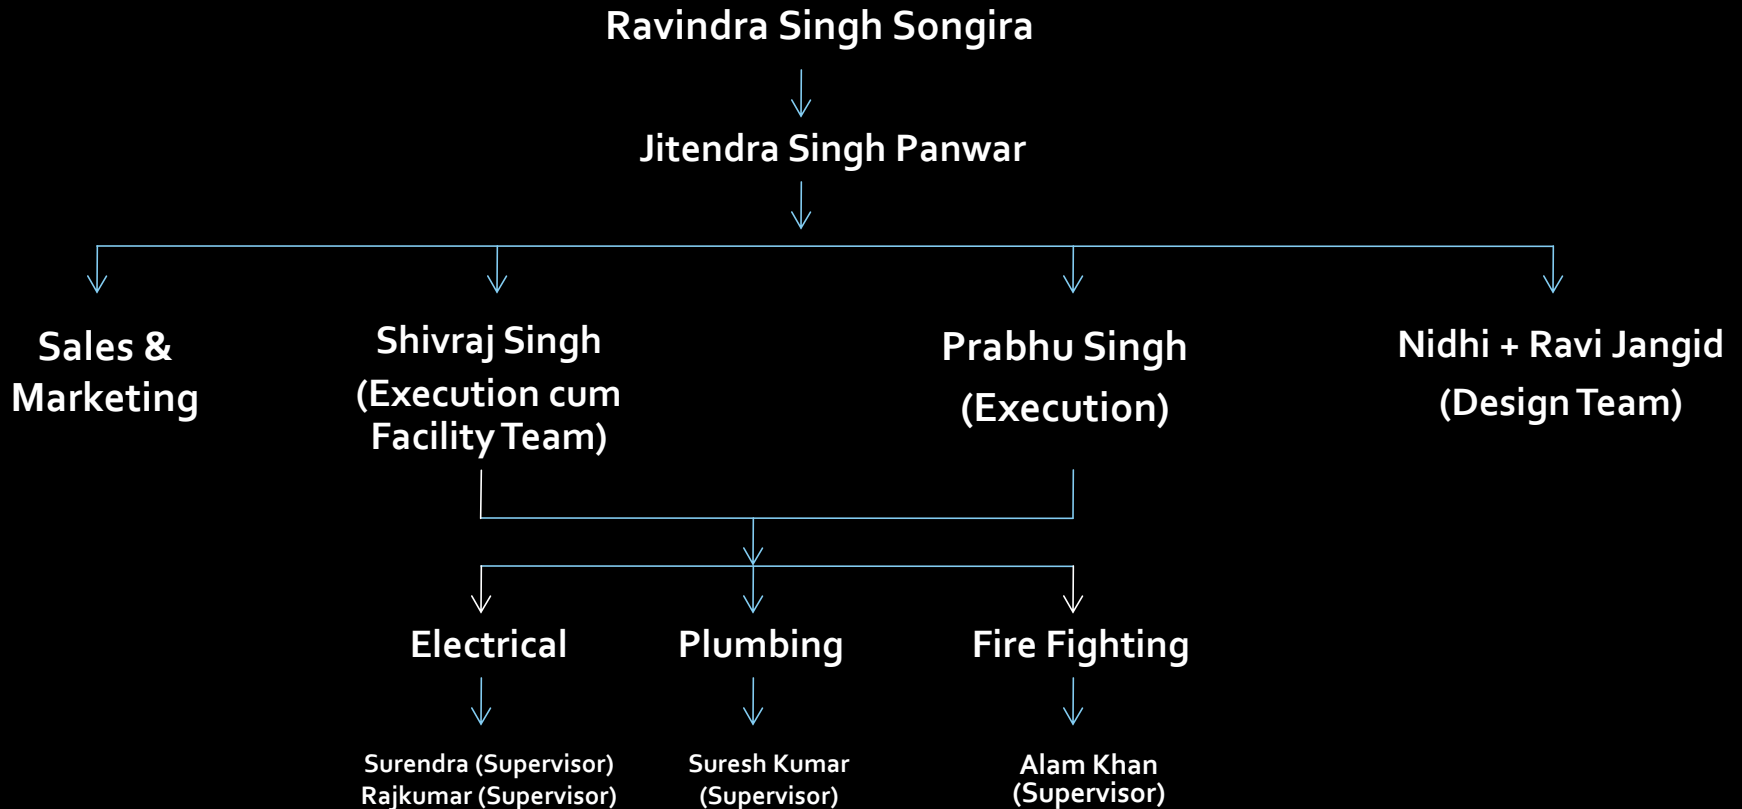 Ravindra Singh Songira
Jitendra Singh Panwar
Sales &
Marketing
Shivraj Singh
(Execution cum
Facility Team)
Prabhu Singh
(Execution)
Nidhi + Ravi Jangid
(Design Team)
Electrical
Plumbing
Fire Fighting
Surendra (Supervisor)
Rajkumar (Supervisor)
Suresh Kumar
(Supervisor)
Alam Khan
(Supervisor)